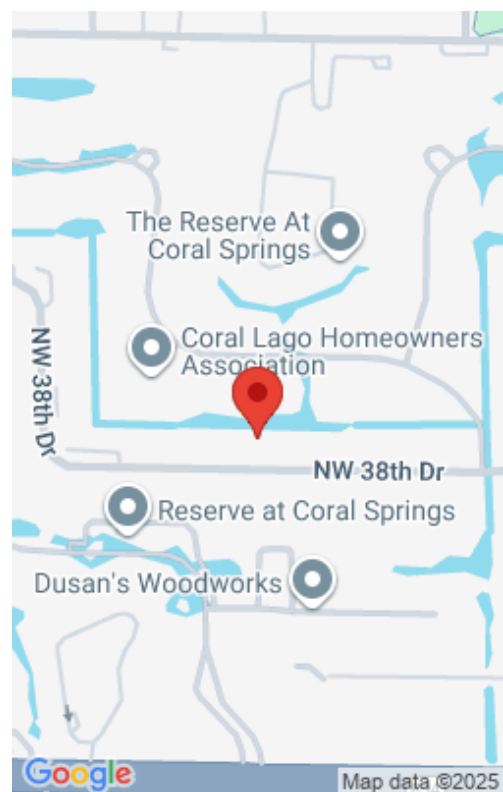 The Reserve At
Coral Springs
Coral Lago Homeowners
Association
NW 38th Dr
NW 38th Dr
Reserve at Coral Springs
Dusan's Woodworks
Google
Map data ©2025